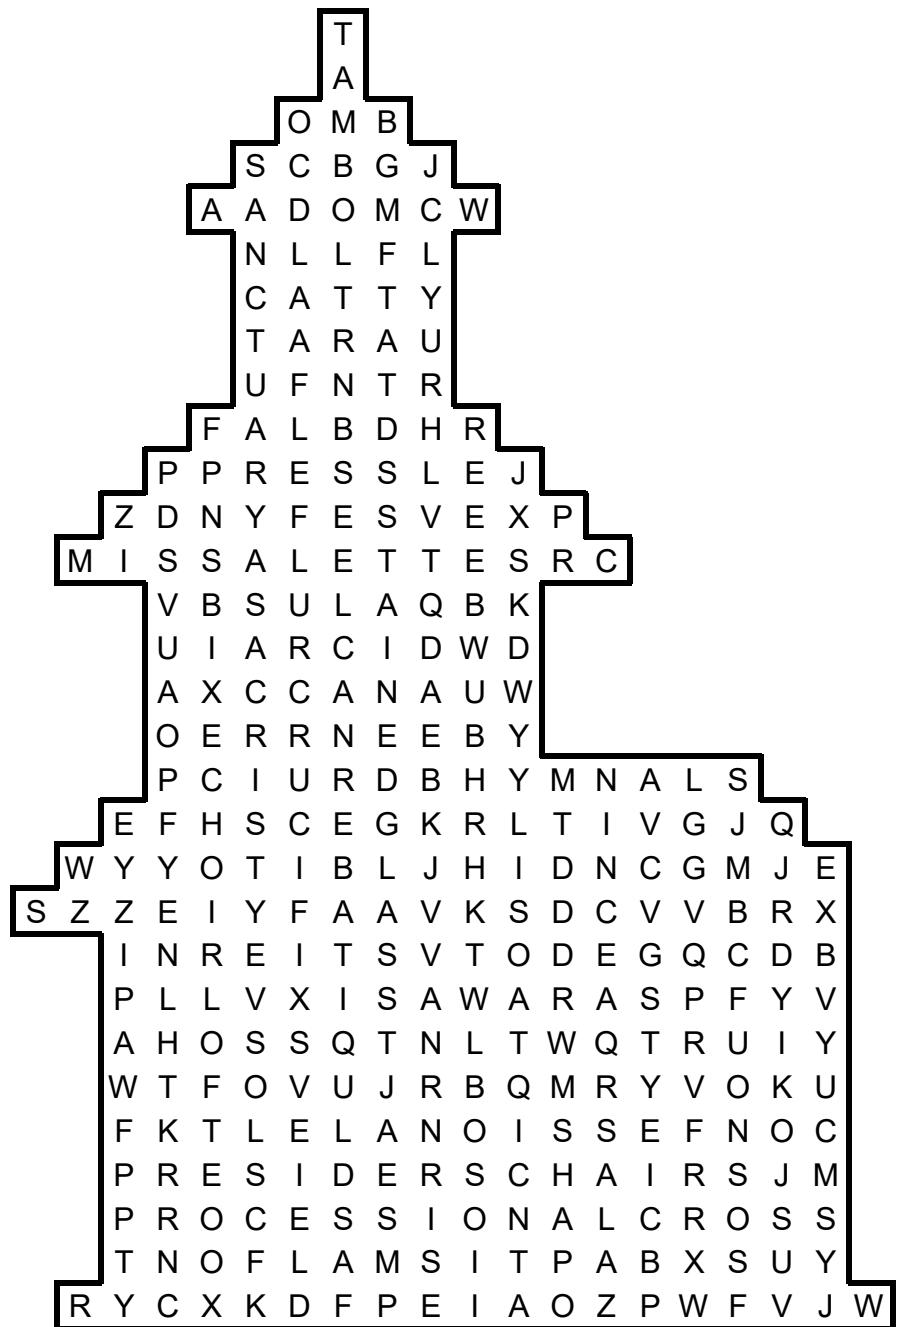 T
A
O M B
S C B G J
A A D O M C W
N L L F L
C A T T Y
T A R A U
U F N T R
F A L B D H R
P P R E S S L E J
Z D N Y F E S V E X P
M I S S A L E T T E S R C
V B S U L A Q B K
U I A R C I D W D
A X C C A N A U W
O E R R N E E B Y
P C I U R D B H Y M N A L S
E F H S C E G K R L T I V G J Q
W Y Y O T I B L J H I D N C G M J E
S Z Z E I Y F A A V K S D C V V B R X
I N R E I T S V T O D E G Q C D B
P L L V X I S A W A R A S P F Y V
A H O S S Q T N L T W Q T R U I Y
W T F O V U J R B Q M R Y V O K U
F K T L E L A N O I S S E F N O C
P R E S I D E R S C H A I R S J M
P R O C E S S I O N A L C R O S S
T N O F L A M S I T P A B X S U Y
R Y C X K D F P E I A O Z P W F V J W